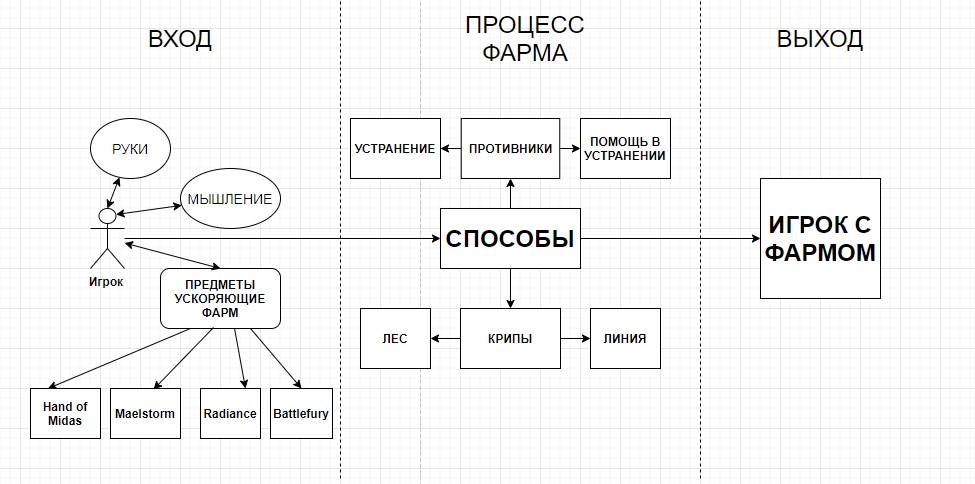 ВХОД
ПРОЦЕСС
ФАРМА
ВЫХОД
РУКИ
МЫШЛЕНИЕ
Игрок
ПРЕДМЕТЫ
УСКОРЯЮЩИЕ
ФАРМ
Hand of
Midas
Maelstorm
Radiance
Battlefury
УСТРАНЕНИЕ
ПРОТИВНИКИ
ПОМОЩЬ В
УСТРАНЕНИИ
СПОСОБЫ
ЛЕС
КРИПЫ
ЛИНИЯ
ИГРОК С
ФАРМОМ